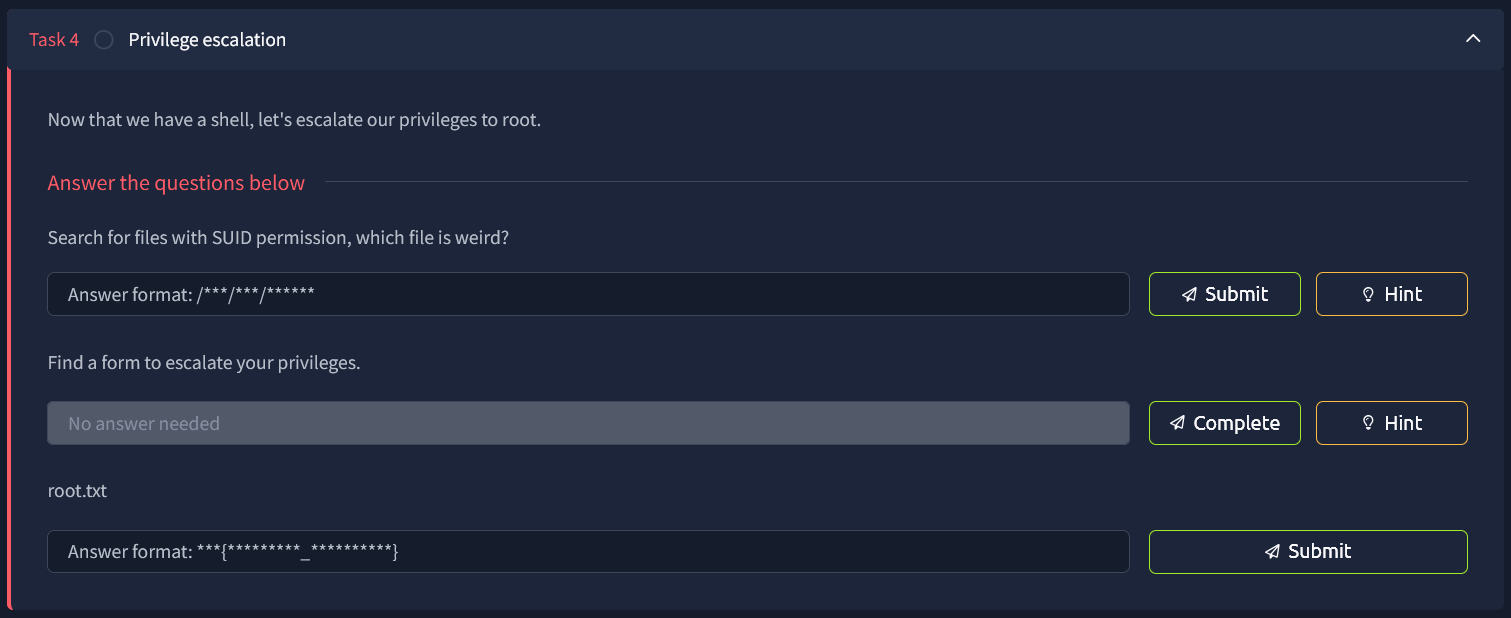 Task 4 Privilege escalation
Now that we have a shell, let's escalate our privileges to root.
Answer the questions below
Search for files with SUID permission, which file is weird?
Answer format: /***/***/****** Submit Hint
Find a form to escalate your privileges.
No answer needed Complete Hint
root.txt
Answer format: ***{*********_**********} Submit